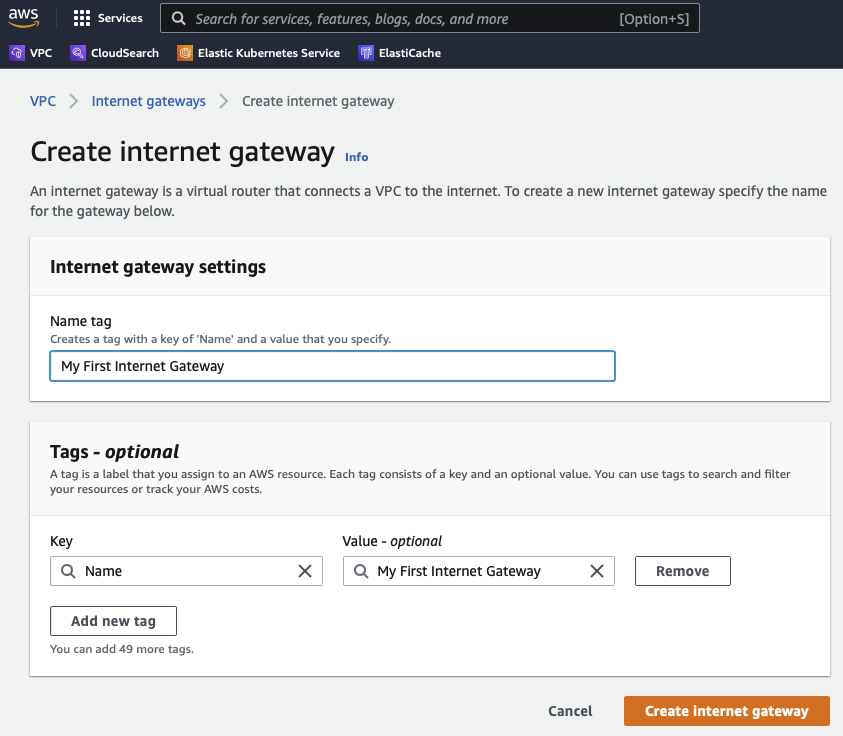 aws
Services
Search for services, features, blogs, docs, and more
[Option+S]
VPC
CloudSearch
Elastic Kubernetes Service
ElastiCache
VPC
Internet gateways
Create internet gateway
Create internet gateway
Info
An internet gateway is a virtual router that connects a VPC to the internet. To create a new internet gateway specify the name
for the gateway below.
Internet gateway settings
Name tag
Creates a tag with a key of 'Name' and a value that you specify.
My First Internet Gateway
Tags - optional
A tag is a label that you assign to an AWS resource. Each tag consists of a key and an optional value. You can use tags to search and filter
your resources or track your AWS costs.
Key
Value - optional
Name
My First Internet Gateway
Remove
Add new tag
You can add 49 more tags.
Cancel
Create internet gateway